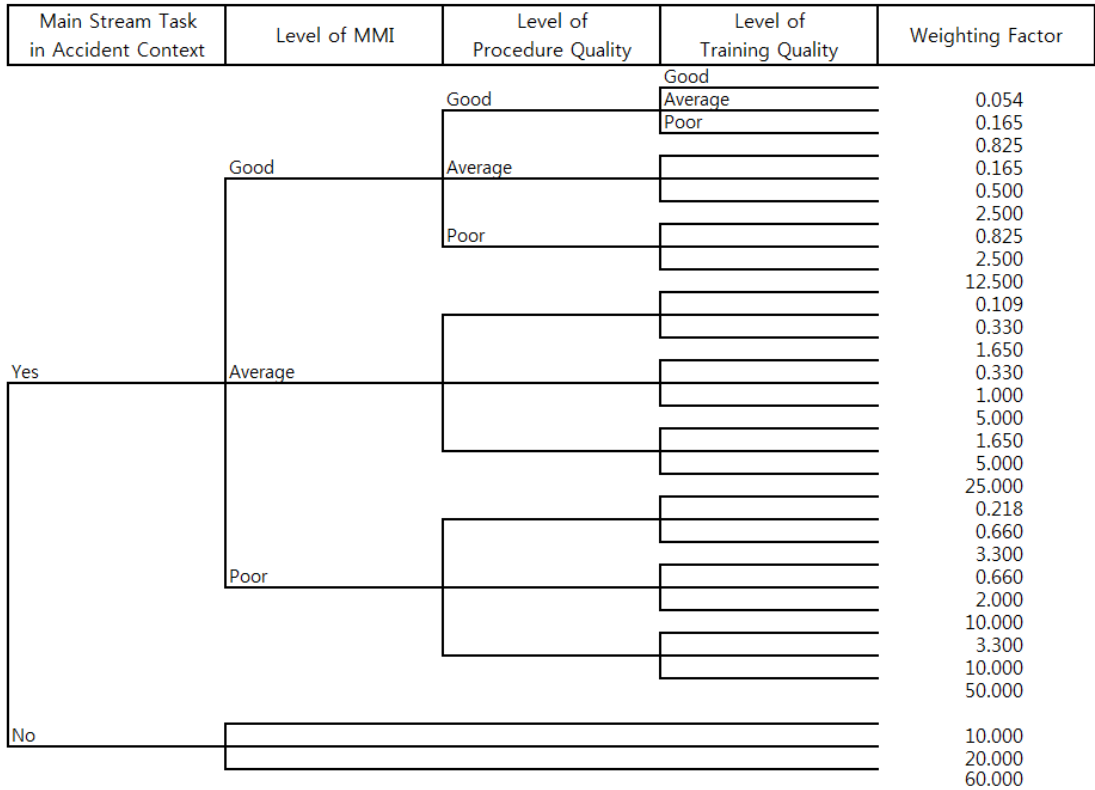 Main Stream Task
in Accident Context
Level of MMI
Level of
Procedure Quality
Level of
Training Quality
Weighting Factor
Good
Good
Average
0.054
Poor
0.165
0.825
Good
Average
0.165
0.500
2.500
Poor
0.825
2.500
12.500
0.109
0.330
1.650
Yes
Average
0.330
1.000
5.000
1.650
5.000
25.000
0.218
0.660
3.300
Poor
0.660
2.000
10.000
3.300
10.000
50.000
No
10.000
20.000
60.000